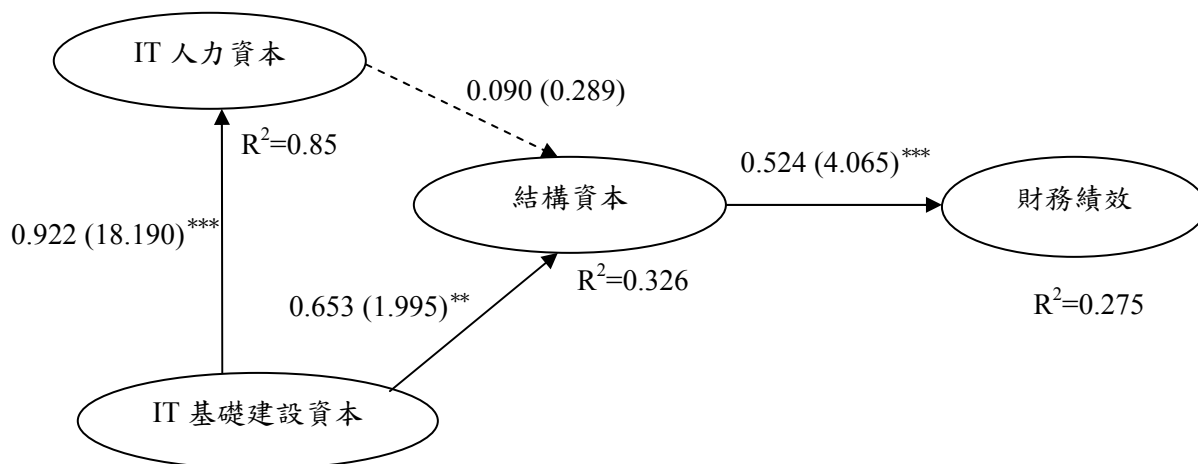 IT 人力資本
0.090 (0.289)
R²=0.85
0.524 (4.065)***
結構資本
財務績效
0.922 (18.190)***
R²=0.326
0.653 (1.995)**
R²=0.275
IT 基礎建設資本